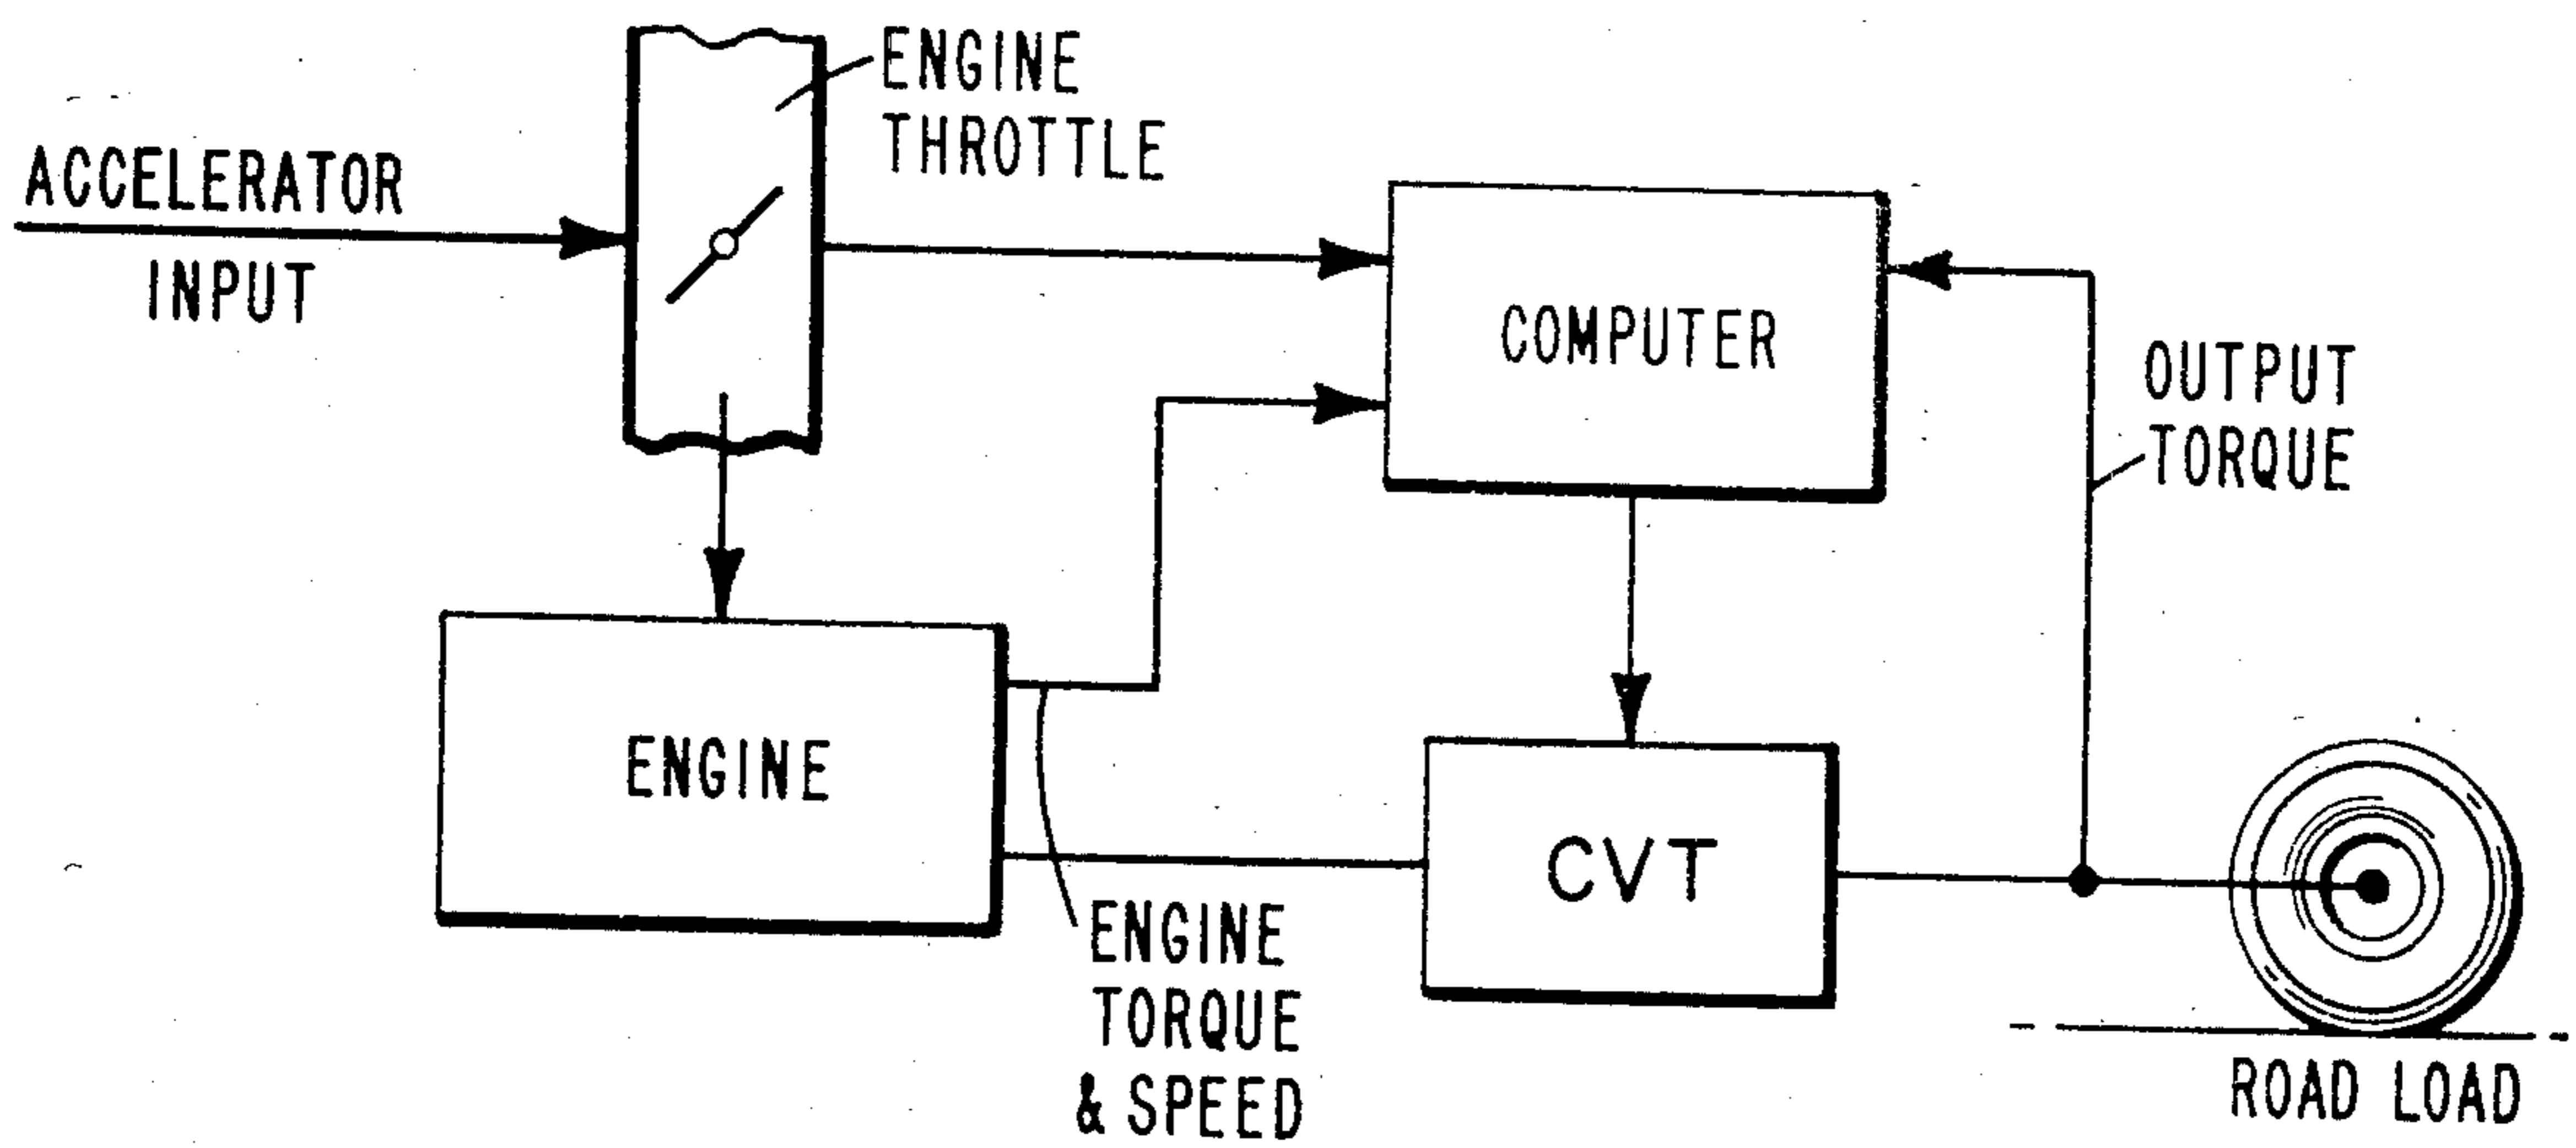 ENGINE
THROTTLE
ACCELERATOR
INPUT
COMPUTER
OUTPUT
TORQUE
ENGINE
CVT
ENGINE
TORQUE
& SPEED
ROAD LOAD